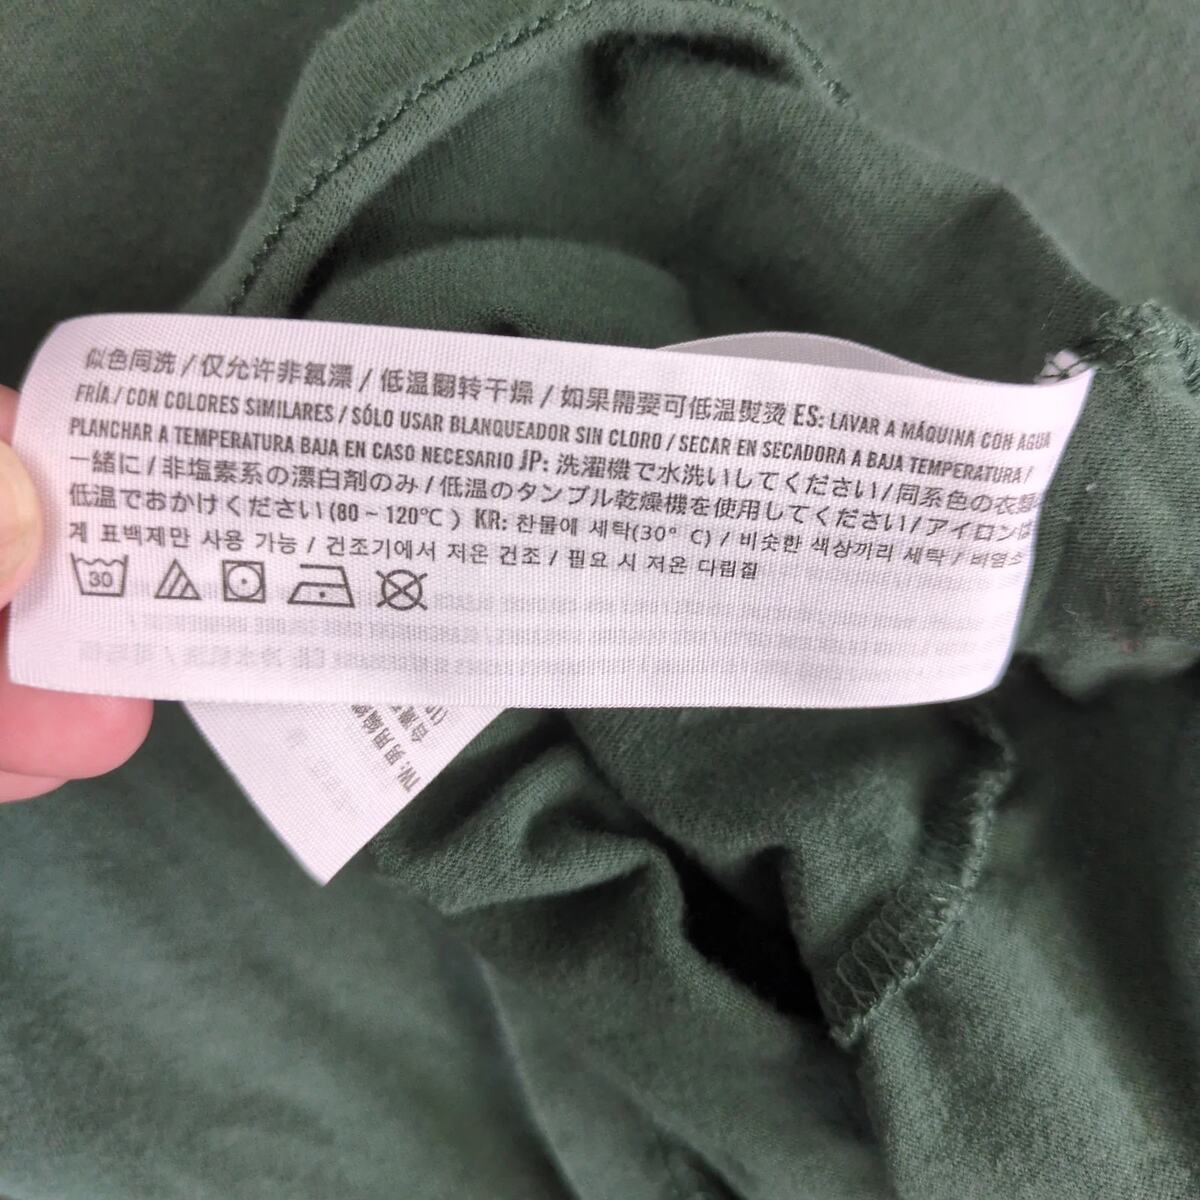 似色同洗 / 仅允许非氯漂 / 低温翻转干燥 / 如果需要可低温熨烫 ES: LAVAR A MÁQUINA CON AGUA
FRÍA / CON COLORES SIMILARES / SÓLO USAR BLANQUEADOR SIN CLORO / SECAR EN SECADORA A BAJA TEMPERATURA /
PLANCHAR A TEMPERATURA BAJA EN CASO NECESARIO JP: 洗濯機で水洗いしてください / 同系色の衣類
一緒に / 非塩素系の漂白剤のみ / 低温のタンブル乾燥機を使用してください / アイロンは
低温でおかけください (80 ~ 120℃ ) KR: 찬물에 세탁(30° C) / 비슷한 색상끼리 세탁 / 비염소
계 표백제만 사용 가능 / 건조기에서 저온 건조 / 필요 시 저온 다림질
30
TW: 男